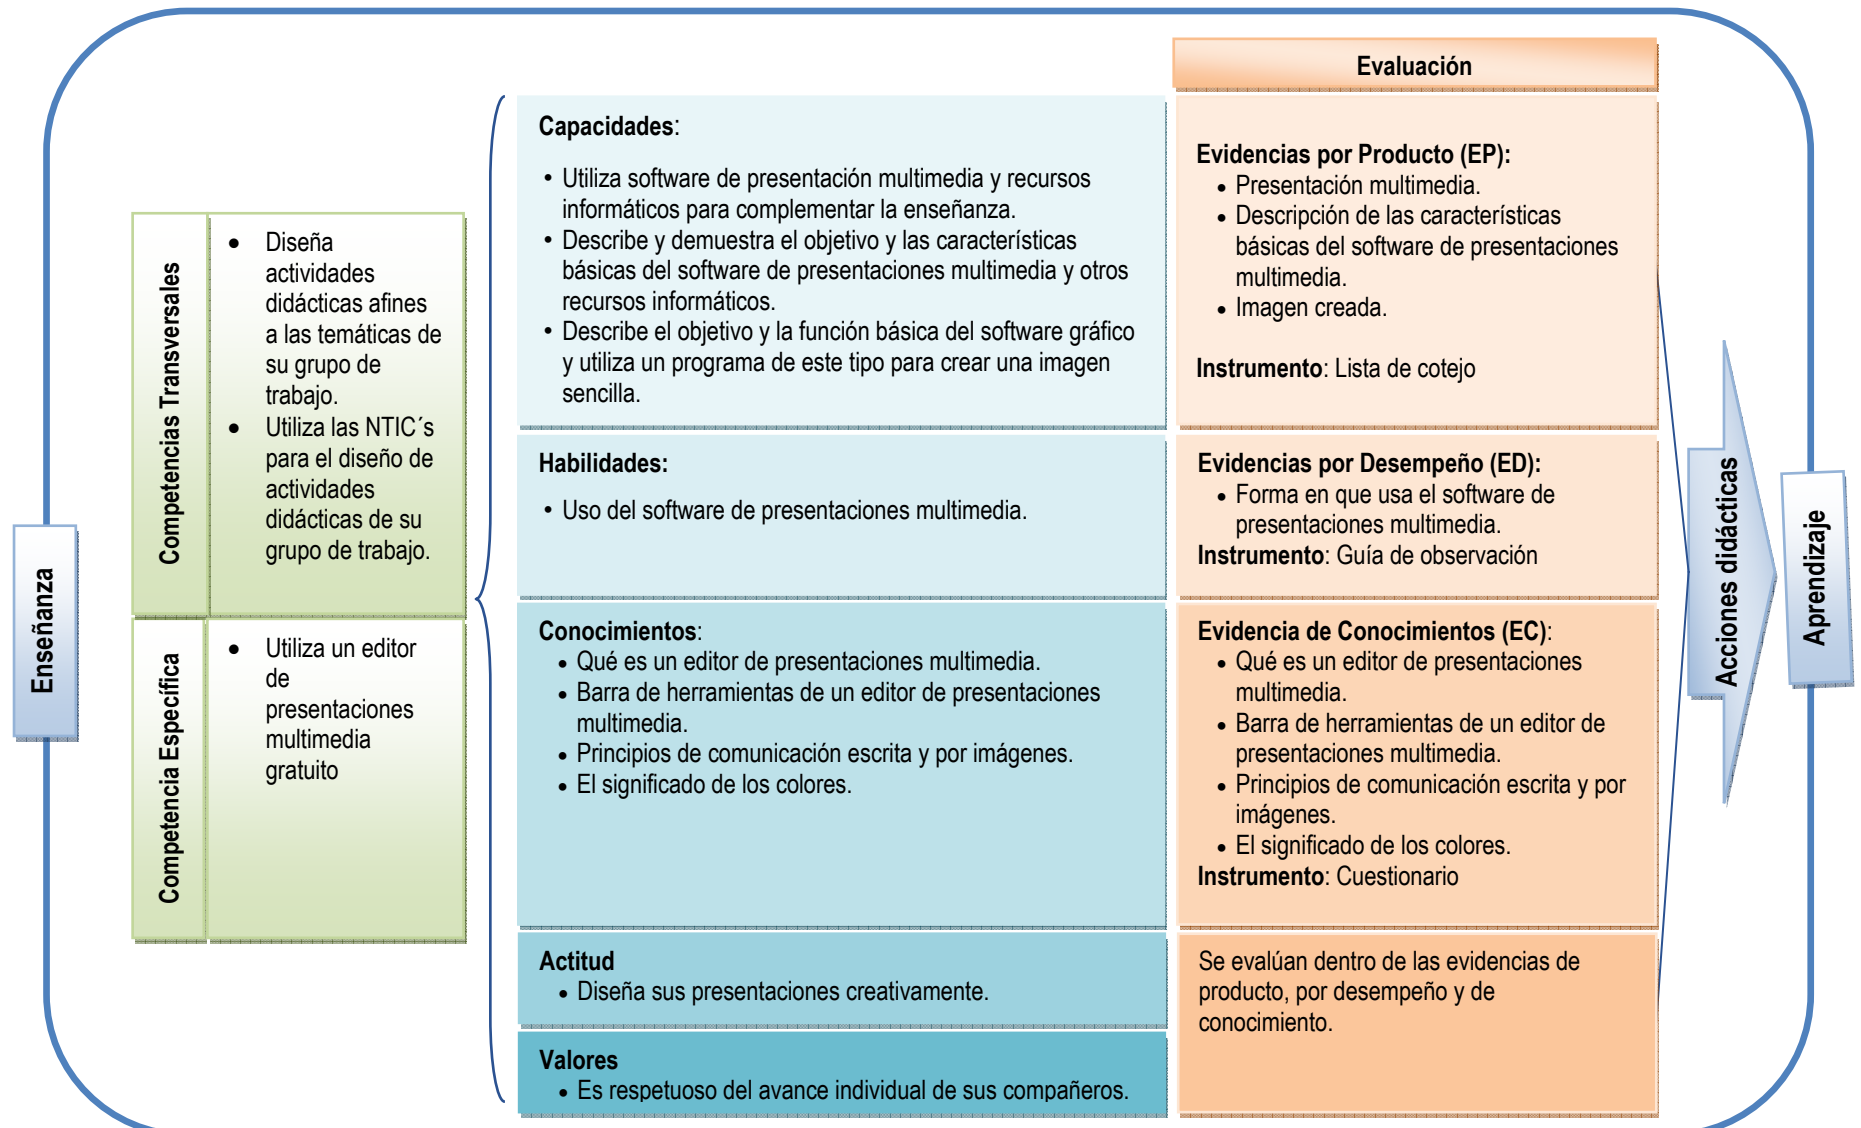 Enseñanza
Competencias Transversales
• Diseña
actividades
didácticas afines
a las temáticas de
su grupo de
trabajo.
• Utiliza las NTIC´s
para el diseño de
actividades
didácticas de su
grupo de trabajo.
Competencia Específica
• Utiliza un editor
de
presentaciones
multimedia
gratuito
Capacidades:
• Utiliza software de presentación multimedia y recursos
informáticos para complementar la enseñanza.
• Describe y demuestra el objetivo y las características
básicas del software de presentaciones multimedia y otros
recursos informáticos.
• Describe el objetivo y la función básica del software gráfico
y utiliza un programa de este tipo para crear una imagen
sencilla.
Habilidades:
• Uso del software de presentaciones multimedia.
Conocimientos:
• Qué es un editor de presentaciones multimedia.
• Barra de herramientas de un editor de presentaciones
multimedia.
• Principios de comunicación escrita y por imágenes.
• El significado de los colores.
Actitud
• Diseña sus presentaciones creativamente.
Valores
• Es respetuoso del avance individual de sus compañeros.
Evaluación
Evidencias por Producto (EP):
• Presentación multimedia.
• Descripción de las características
básicas del software de presentaciones
multimedia.
• Imagen creada.
Instrumento: Lista de cotejo
Evidencias por Desempeño (ED):
• Forma en que usa el software de
presentaciones multimedia.
Instrumento: Guía de observación
Evidencia de Conocimientos (EC):
• Qué es un editor de presentaciones
multimedia.
• Barra de herramientas de un editor de
presentaciones multimedia.
• Principios de comunicación escrita y por
imágenes.
• El significado de los colores.
Instrumento: Cuestionario
Se evalúan dentro de las evidencias de
producto, por desempeño y de
conocimiento.
Acciones didácticas
Aprendizaje